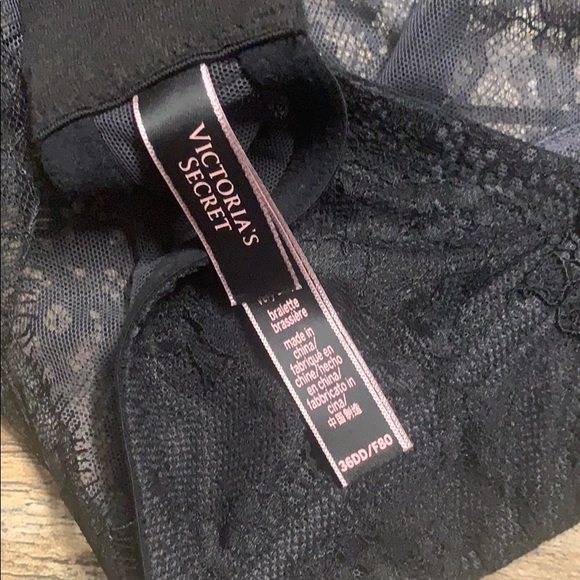 VICTORIA'S
SECRET
bralette
brassière
made in
china/
fabriqué en
chine/hecho
en china/
fabbricato in
cina/
中国制造
36DD/F80